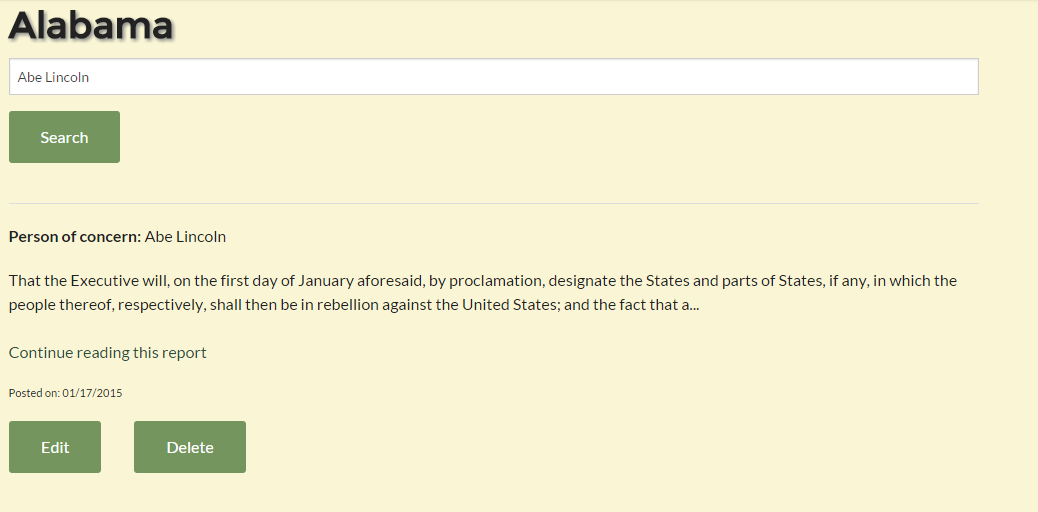 Alabama
Abe Lincoln
Search
Person of concern: Abe Lincoln
That the Executive will, on the first day of January aforesaid, by proclamation, designate the States and parts of States, if any, in which the
people thereof, respectively, shall then be in rebellion against the United States; and the fact that a...
Continue reading this report
Posted on: 01/17/2015
Edit Delete